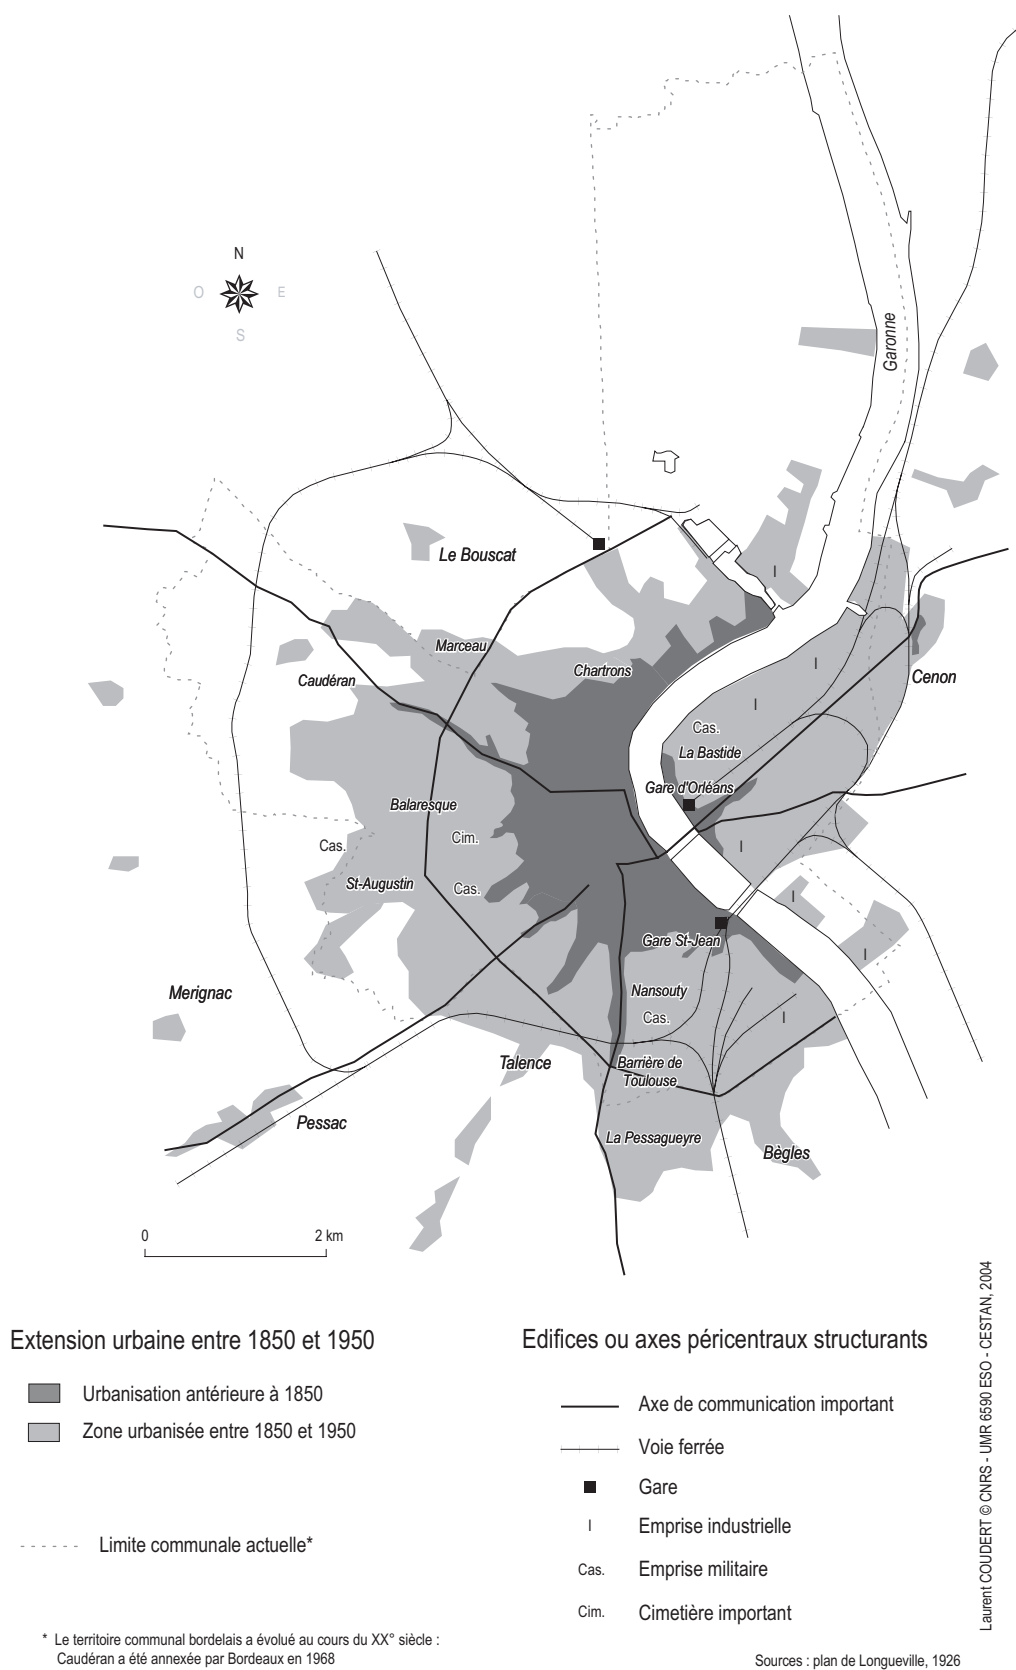 N
O
E
S
Garonne
Le Bouscat
I
Marceau
Chartrons
Caudéran
I
Cenon
I
Cas.
La Bastide
Gare d'Orléans
Balaresque
Cim.
Cas.
I
St-Augustin
Cas.
I
Gare St-Jean
I
Merignac
Nansouty
Cas.
I
Talence
Barrière de
Toulouse
Pessac
La Pessagueyre
Bègles
0
2 km
Extension urbaine entre 1850 et 1950
Urbanisation antérieure à 1850
Zone urbanisée entre 1850 et 1950
Limite communale actuelle*
* Le territoire communal bordelais a évolué au cours du XX° siècle :
Caudéran a été annexée par Bordeaux en 1968
Edifices ou axes péricentraux structurants
Axe de communication important
Voie ferrée
Gare
I Emprise industrielle
Cas. Emprise militaire
Cim. Cimetière important
Sources : plan de Longueville, 1926
Laurent COUDERT © CNRS - UMR 6590 ESO - CESTAN, 2004